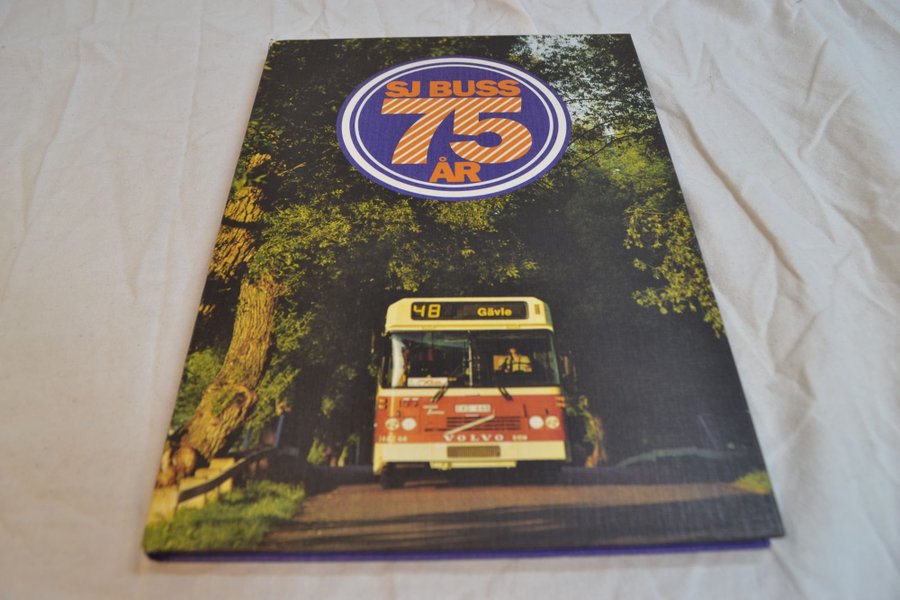 SJ BUSS
75
ÅR
48 Gävle
VOLVO